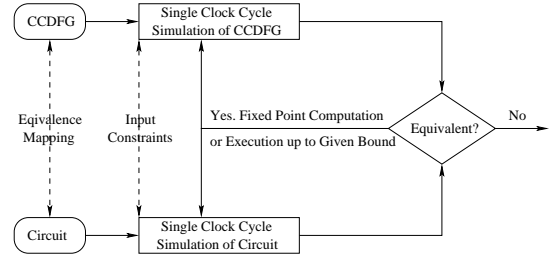 CCDFG
Single Clock Cycle
Simulation of CCDFG
Eqivalence
Mapping
Input
Constraints
Yes. Fixed Point Computation
or Execution up to Given Bound
Equivalent?
No
Circuit
Single Clock Cycle
Simulation of Circuit